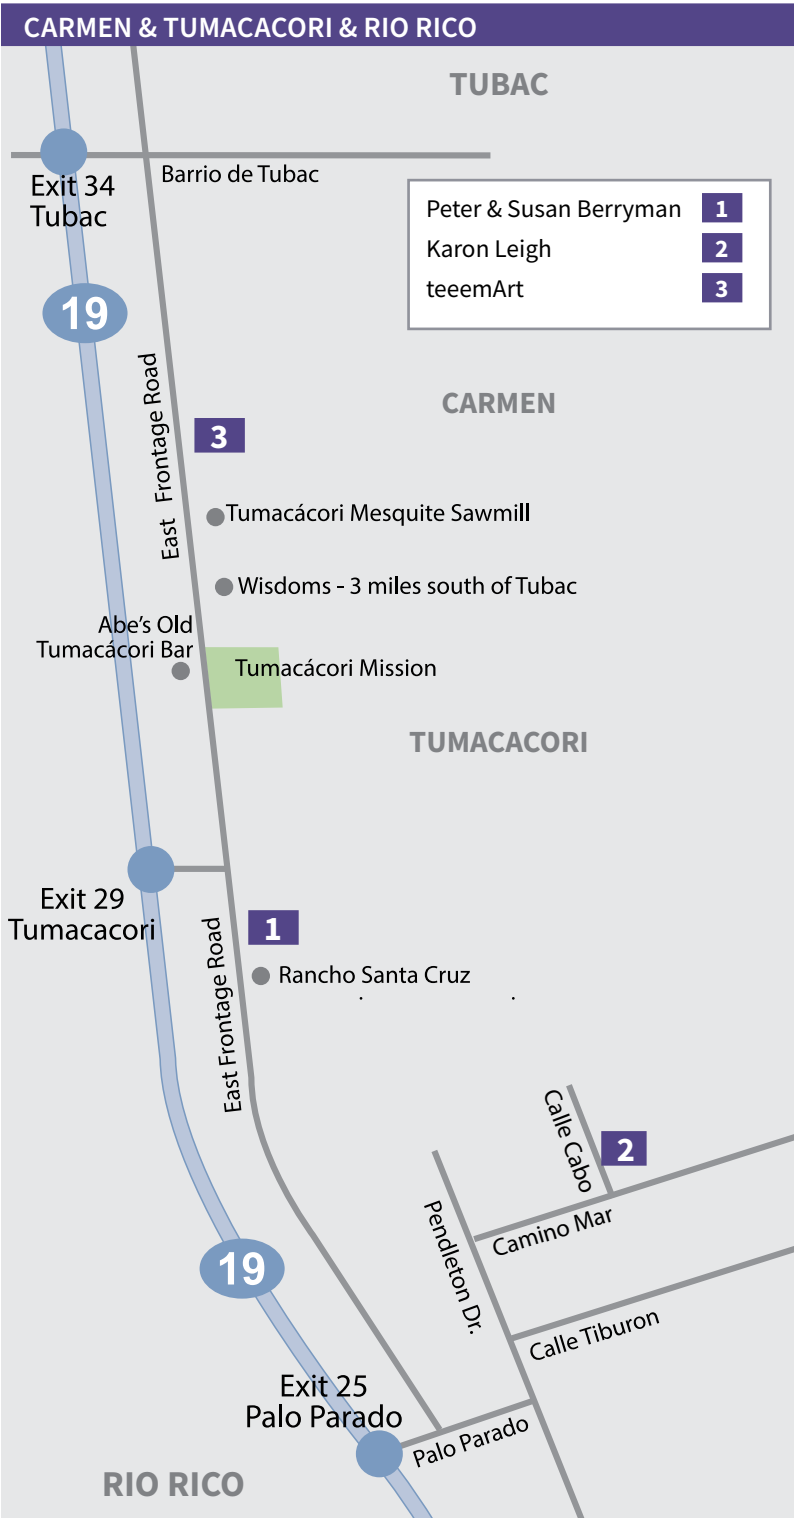 CARMEN & TUMACACORI & RIO RICO
TUBAC
Exit 34
Tubac
Barrio de Tubac
Peter & Susan Berryman 1
Karon Leigh 2
teeemArt 3
19
East Frontage Road
CARMEN
3
Tumacácori Mesquite Sawmill
Wisdoms - 3 miles south of Tubac
Abe's Old
Tumacácori Bar
Tumacácori Mission
TUMACACORI
Exit 29
Tumacacori
East Frontage Road
1
Rancho Santa Cruz
Calle Cabo
2
Camino Mar
Pendleton Dr.
19
Calle Tiburon
Exit 25
Palo Parado
Palo Parado
RIO RICO